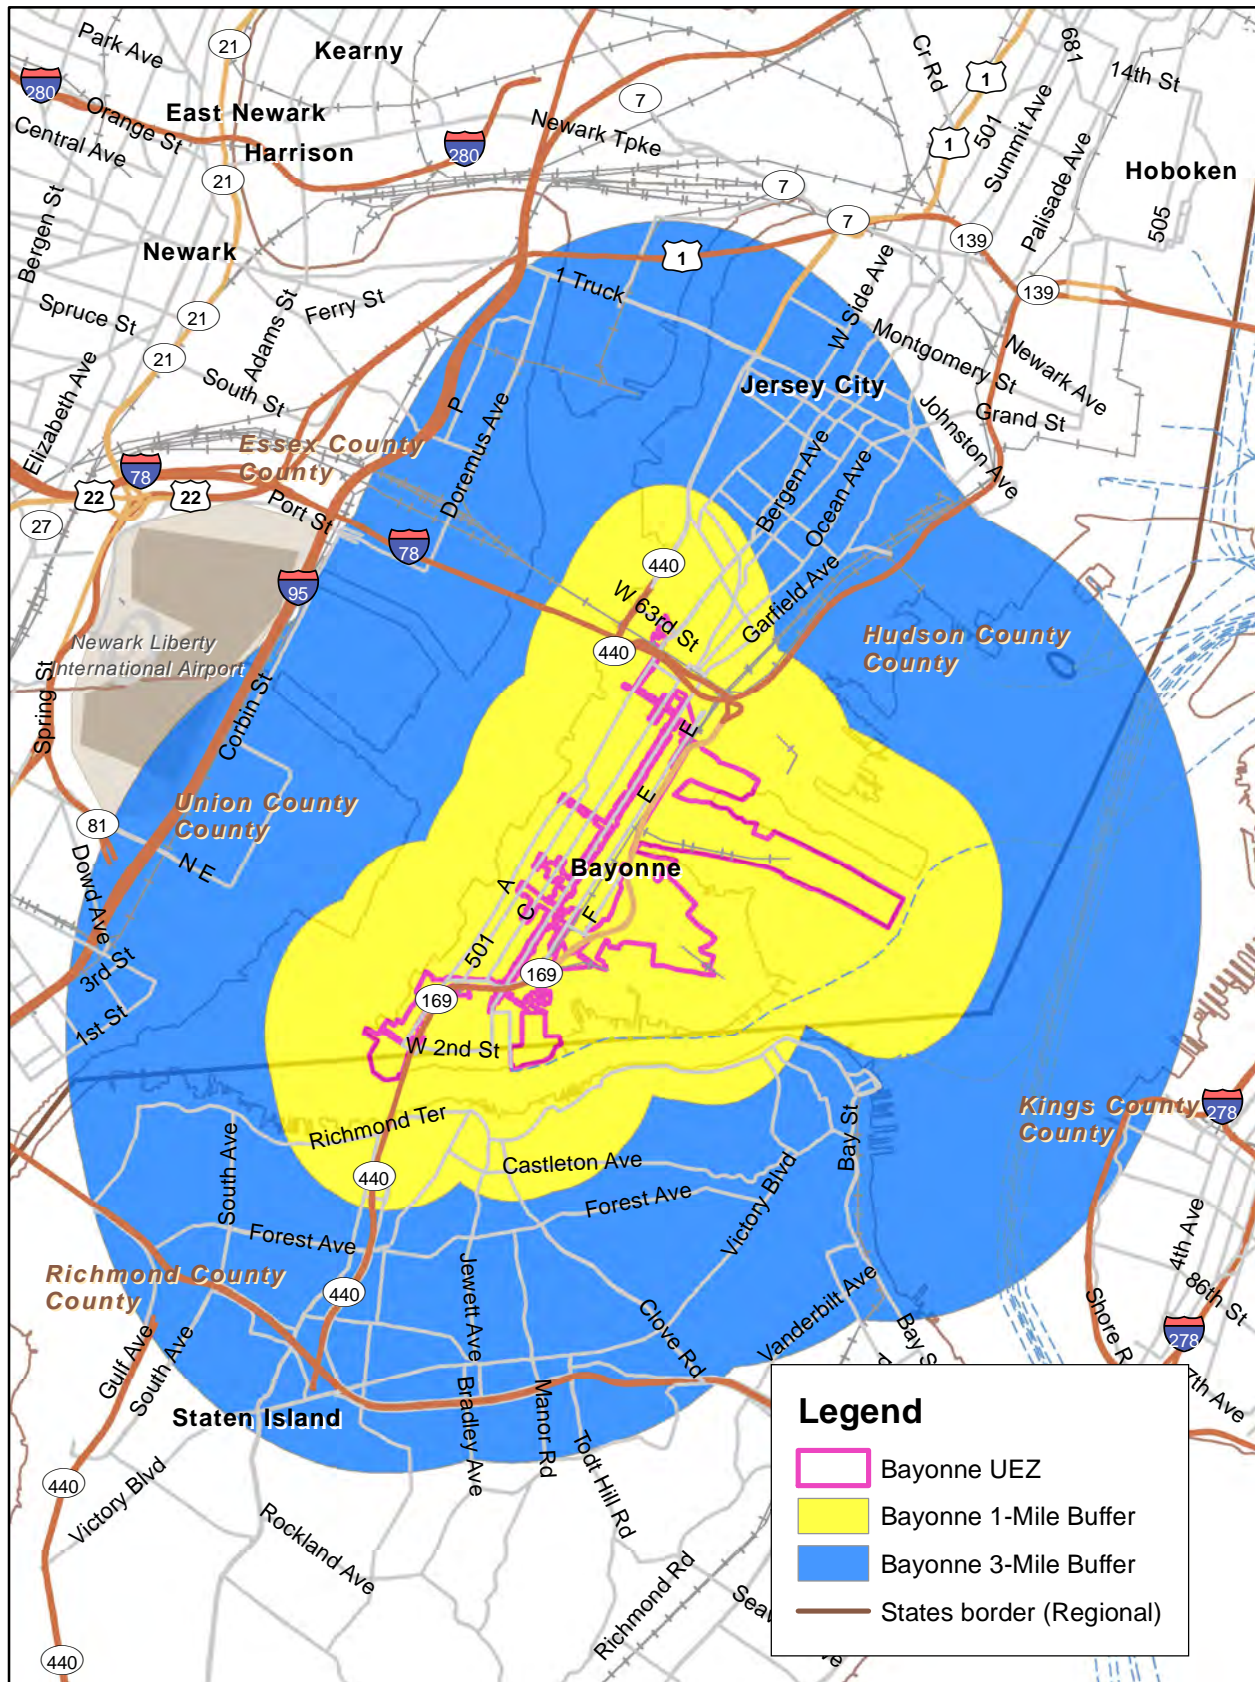 Park Ave
21
Kearny
Cr Rd
681
1
14th St
280
Orange St
East Newark
7
Newark Tpke
501
Summit Ave
Central Ave
Harrison
280
1
Palisade Ave
Hoboken
21
7
505
Bergen St
Newark
7
139
1
W Side Ave
139
Spruce St
21
Adams St
Ferry St
1 Truck
Montgomery St
Newark Ave
21
South St
Elizabeth Ave
Jersey City
Johnston Ave
Grand St
P
Doremus Ave
Essex County
County
Bergen Ave
Ocean Ave
78
22
22
Port St
27
78
440
95
W 63rd St
Garfield Ave
Newark Liberty
International Airport
440
Hudson County
County
Spring St
Corbin St
E
E
Union County
County
81
Dowd Ave
N E
Bayonne
A
C
F
501
3rd St
169
169
1st St
W 2nd St
Richmond Ter
Bay St
Kings County
County
278
South Ave
Castleton Ave
440
Forest Ave
Victory Blvd
Forest Ave
4th Ave
Richmond County
County
440
Jewett Ave
Clove Rd
Vanderbilt Ave
Bay S
Shore R
86th St
278
Gulf Ave
South Ave
7th Ave
Staten Island
Bradley Ave
Manor Rd
Todt Hill Rd
440
Victory Blvd
Rockland Ave
Richmond Rd
Sea
440
Legend
Bayonne UEZ
Bayonne 1-Mile Buffer
Bayonne 3-Mile Buffer
States border (Regional)